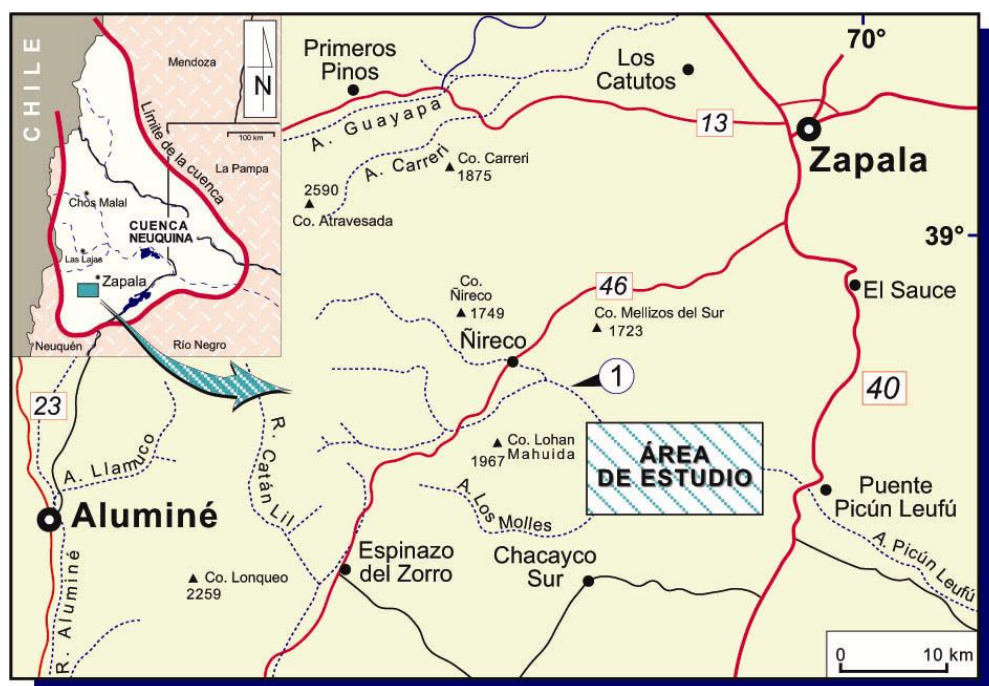 CHILE
Mendoza
N
100 km
Límite de la cuenca
La Pampa
Chos Malal
CUENCA
NEUQUINA
Las Lajas
Zapala
Neuquén
Río Negro
70°
Primeros
Pinos
Los
Catutos
A. Guayapa
13
Zapala
A. Carreri
Co. Carreri
1875
2590
Co. Atravesada
39°
Co.
Ñireco
1749
46
El Sauce
Co. Mellizos del Sur
1723
Ñireco
1
23
40
R. Catán Lil
A. Llamuco
Co. Lohan
1967 Mahuida
ÁREA
DE ESTUDIO
A. Los Molles
Puente
Picún Leufú
Aluminé
A. Picún Leufú
Espinazo
del Zorro
Chacayco
Sur
R. Aluminé
Co. Lonqueo
2259
0 10 km